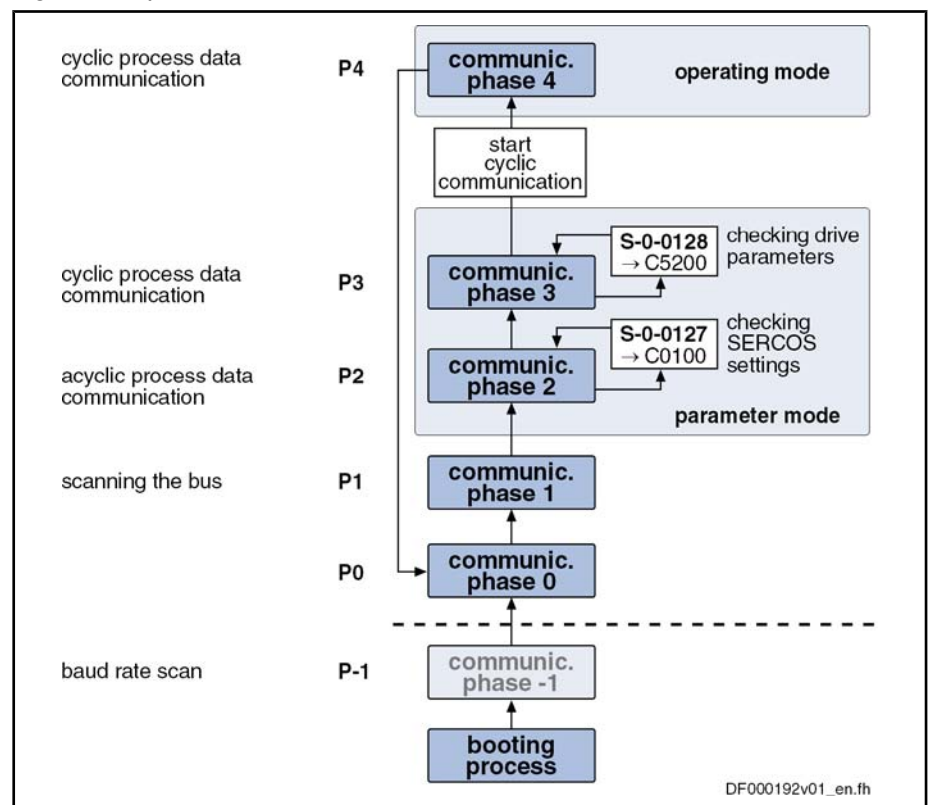 cyclic process data
communication
P4
communic.
phase 4
operating mode
start
cyclic
communication
S-0-0128
→ C5200
checking drive
parameters
cyclic process data
communication
P3
communic.
phase 3
S-0-0127
→ C0100
checking
SERCOS
settings
acyclic process data
communication
P2
communic.
phase 2
parameter mode
scanning the bus
P1
communic.
phase 1
P0
communic.
phase 0
baud rate scan
P-1
communic.
phase -1
booting
process
DF000192v01_en.fh